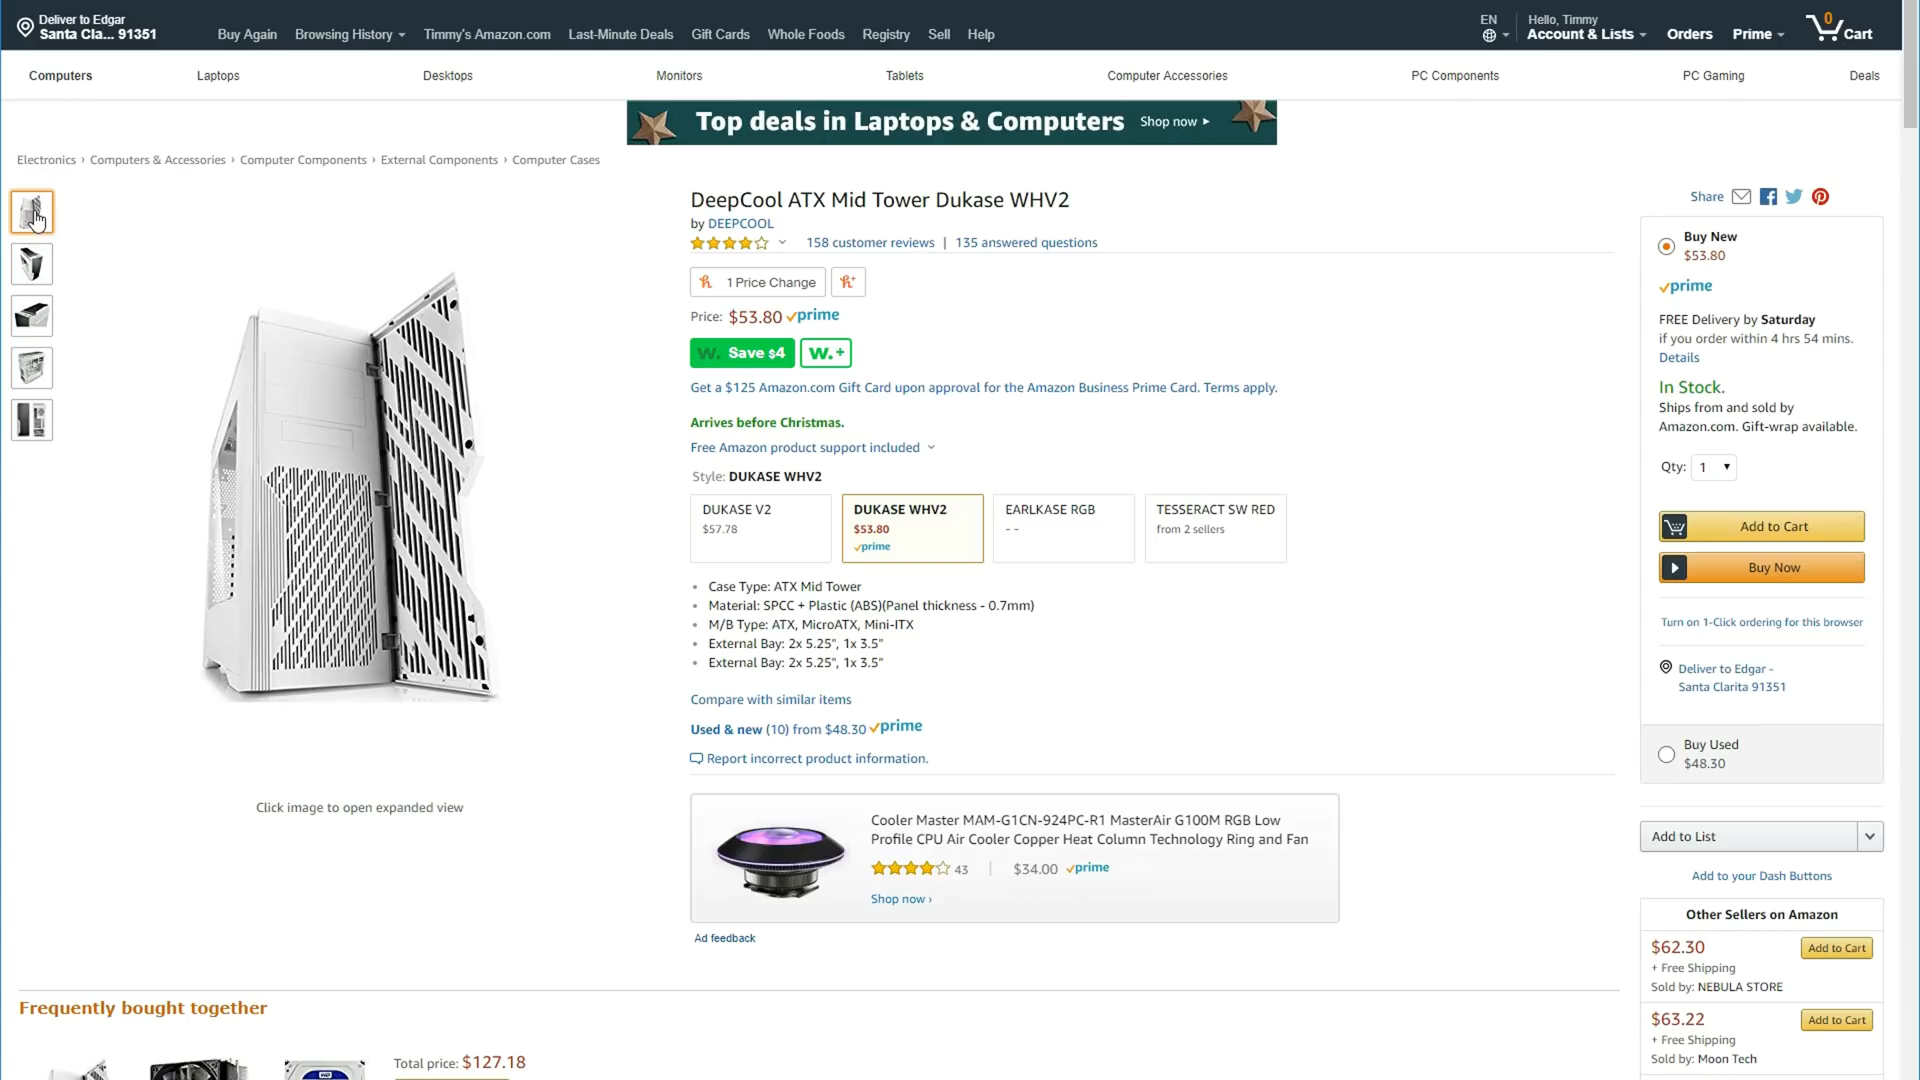 Deliver to Edgar
Santa Cla... 91351
Buy Again
Browsing History
Timmy's Amazon.com
Last-Minute Deals
Gift Cards
Whole Foods
Registry
Sell
Help
EN
Hello, Timmy
Account & Lists
Orders
Prime
0
Cart
Computers
Laptops
Desktops
Monitors
Tablets
Computer Accessories
PC Components
PC Gaming
Deals
Top deals in Laptops & Computers Shop now ▸
Electronics › Computers & Accessories › Computer Components › External Components › Computer Cases
DeepCool ATX Mid Tower Dukase WHV2
by DEEPCOOL
158 customer reviews | 135 answered questions
1 Price Change
Price: $53.80 prime
w. Save $4 w.+
Get a $125 Amazon.com Gift Card upon approval for the Amazon Business Prime Card. Terms apply.
Arrives before Christmas.
Free Amazon product support included
Style: DUKASE WHV2
DUKASE V2
$57.78
DUKASE WHV2
$53.80
prime
EARLKASE RGB
- -
TESSERACT SW RED
from 2 sellers
• Case Type: ATX Mid Tower
• Material: SPCC + Plastic (ABS)(Panel thickness - 0.7mm)
• M/B Type: ATX, MicroATX, Mini-ITX
• External Bay: 2x 5.25", 1x 3.5"
• External Bay: 2x 5.25", 1x 3.5"
Compare with similar items
Used & new (10) from $48.30 prime
Report incorrect product information.
Click image to open expanded view
Cooler Master MAM-G1CN-924PC-R1 MasterAir G100M RGB Low
Profile CPU Air Cooler Copper Heat Column Technology Ring and Fan
43 | $34.00 prime
Shop now ›
Ad feedback
Share
Buy New
$53.80
prime
FREE Delivery by Saturday
if you order within 4 hrs 54 mins.
Details
In Stock.
Ships from and sold by
Amazon.com. Gift-wrap available.
Qty: 1
Add to Cart
Buy Now
Turn on 1-Click ordering for this browser
Deliver to Edgar -
Santa Clarita 91351
Buy Used
$48.30
Add to List
Add to your Dash Buttons
Other Sellers on Amazon
$62.30
Add to Cart
+ Free Shipping
Sold by: NEBULA STORE
$63.22
Add to Cart
+ Free Shipping
Sold by: Moon Tech
Frequently bought together
Total price: $127.18